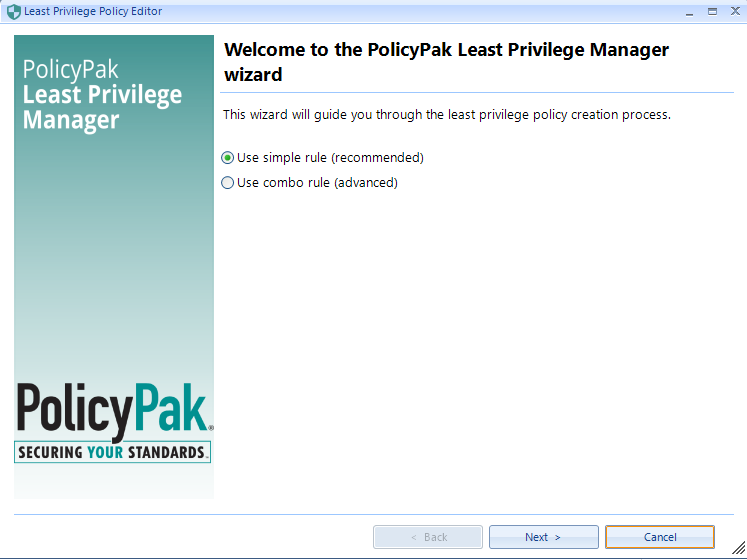 Least Privilege Policy Editor
PolicyPak
Least Privilege
Manager
Welcome to the PolicyPak Least Privilege Manager
wizard
This wizard will guide you through the least privilege policy creation process.
Use simple rule (recommended)
Use combo rule (advanced)
PolicyPak®
SECURING YOUR STANDARDS™
< Back
Next >
Cancel